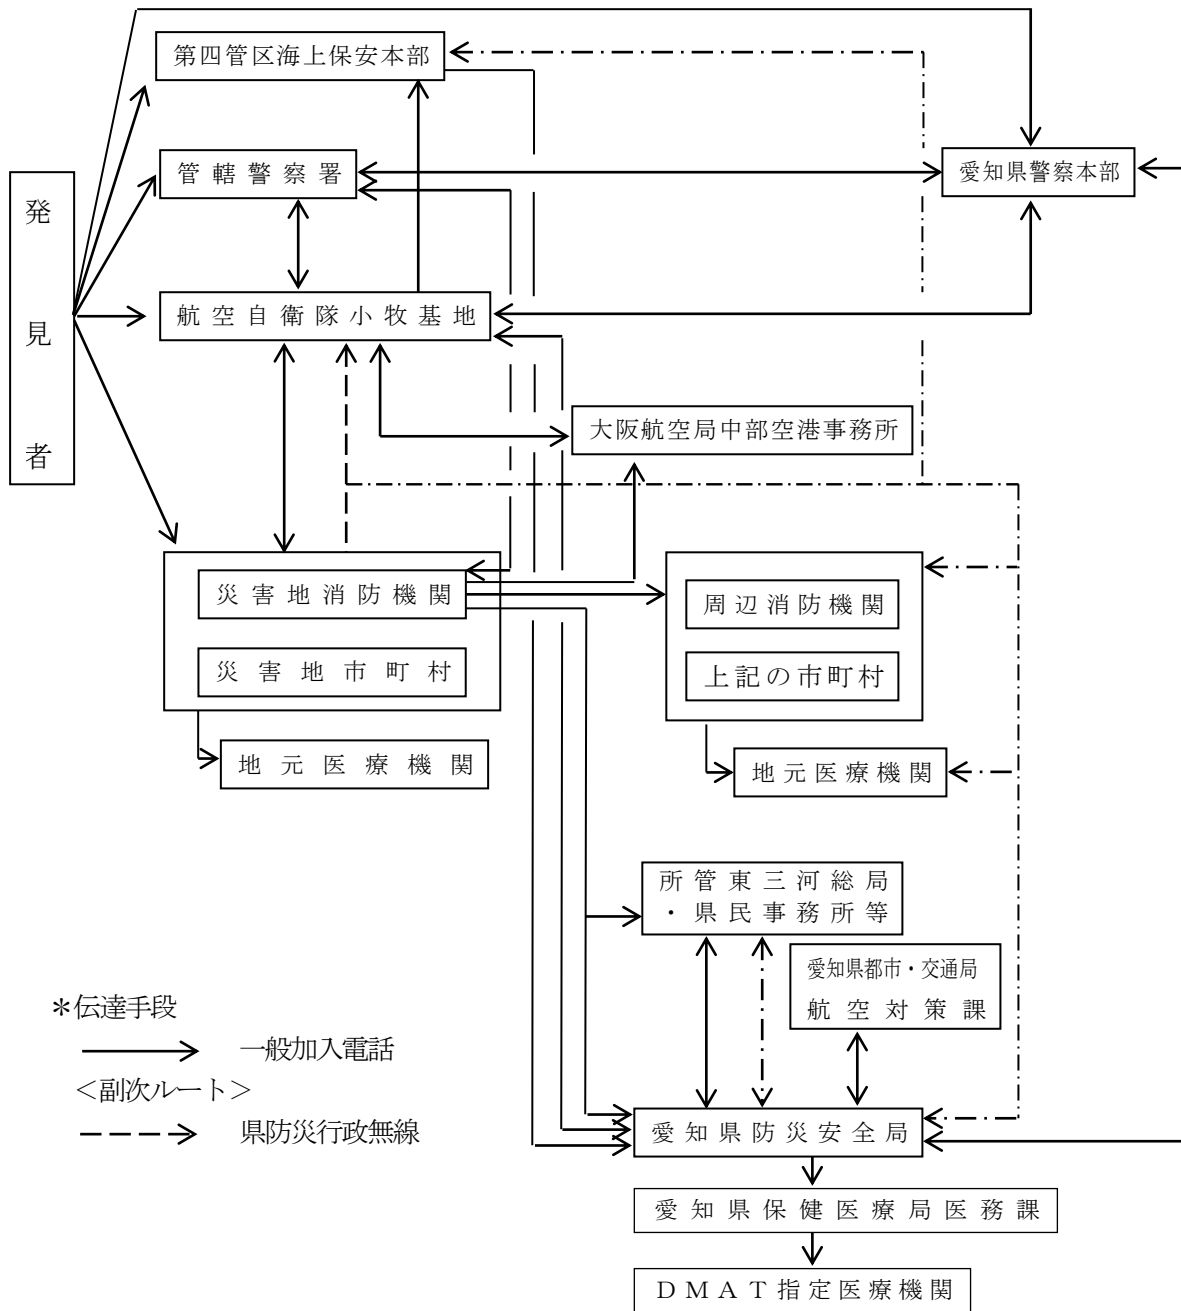 第四管区海上保安本部
管轄警察署
愛知県警察本部
発見者
航空自衛隊小牧基地
大阪航空局中部空港事務所
災害地消防機関
周辺消防機関
災害地市町村
上記の市町村
地元医療機関
地元医療機関
所管東三河総局
・県民事務所等
愛知県都市・交通局
航空対策課
＊伝達手段
一般加入電話
＜副次ルート＞
県防災行政無線
愛知県防災安全局
愛知県保健医療局医務課
ＤＭＡＴ指定医療機関